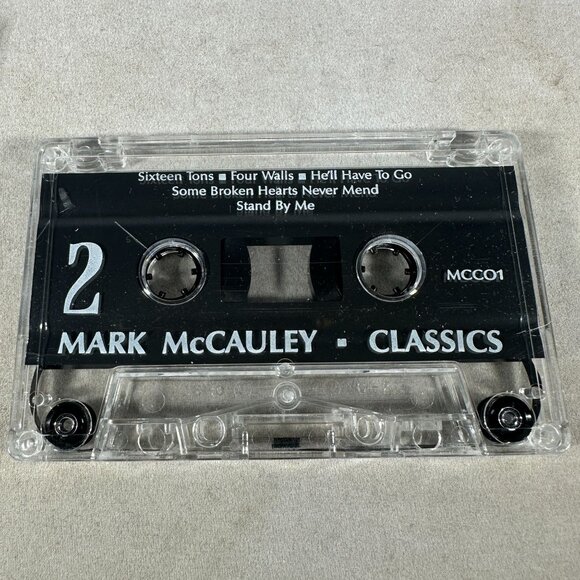 Sixteen Tons ■ Four Walls ■ He'll Have To Go
Some Broken Hearts Never Mend
Stand By Me
2
MCCO1
MARK McCAULEY ▪ CLASSICS